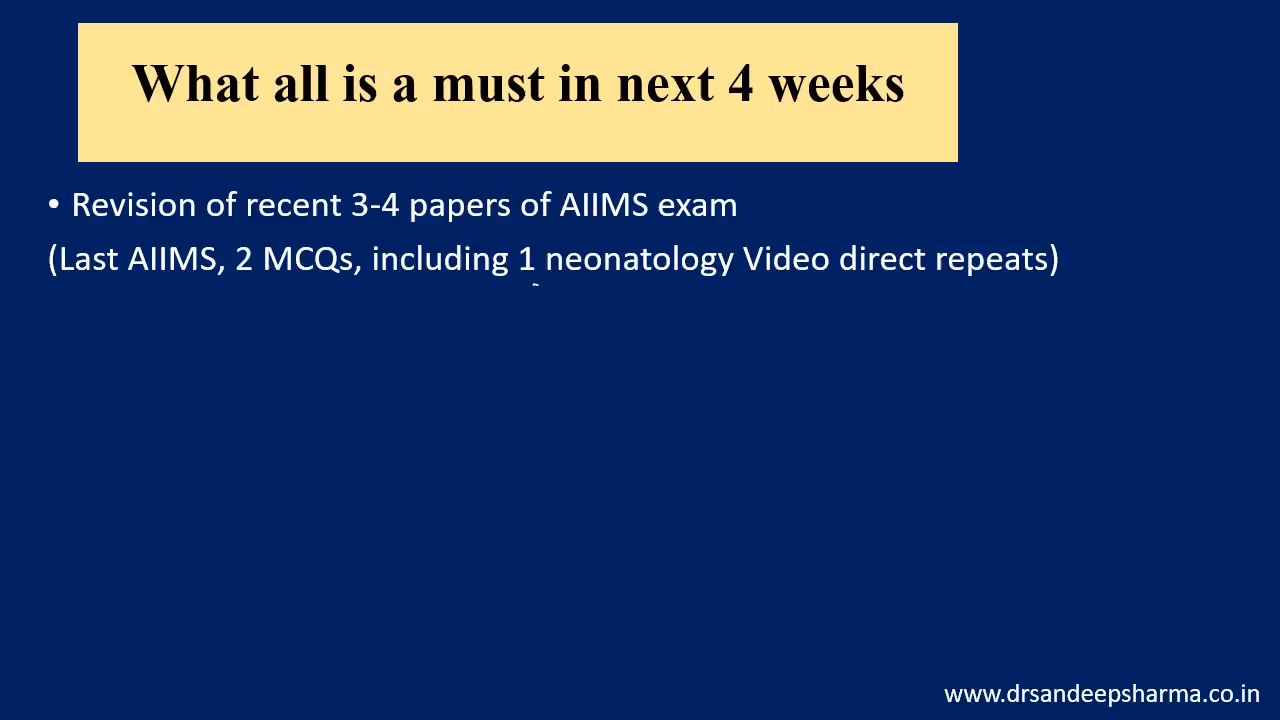 What all is a must in next 4 weeks
• Revision of recent 3-4 papers of AIIMS exam
(Last AIIMS, 2 MCQs, including 1 neonatology Video direct repeats)
www.drsandeepsharma.co.in